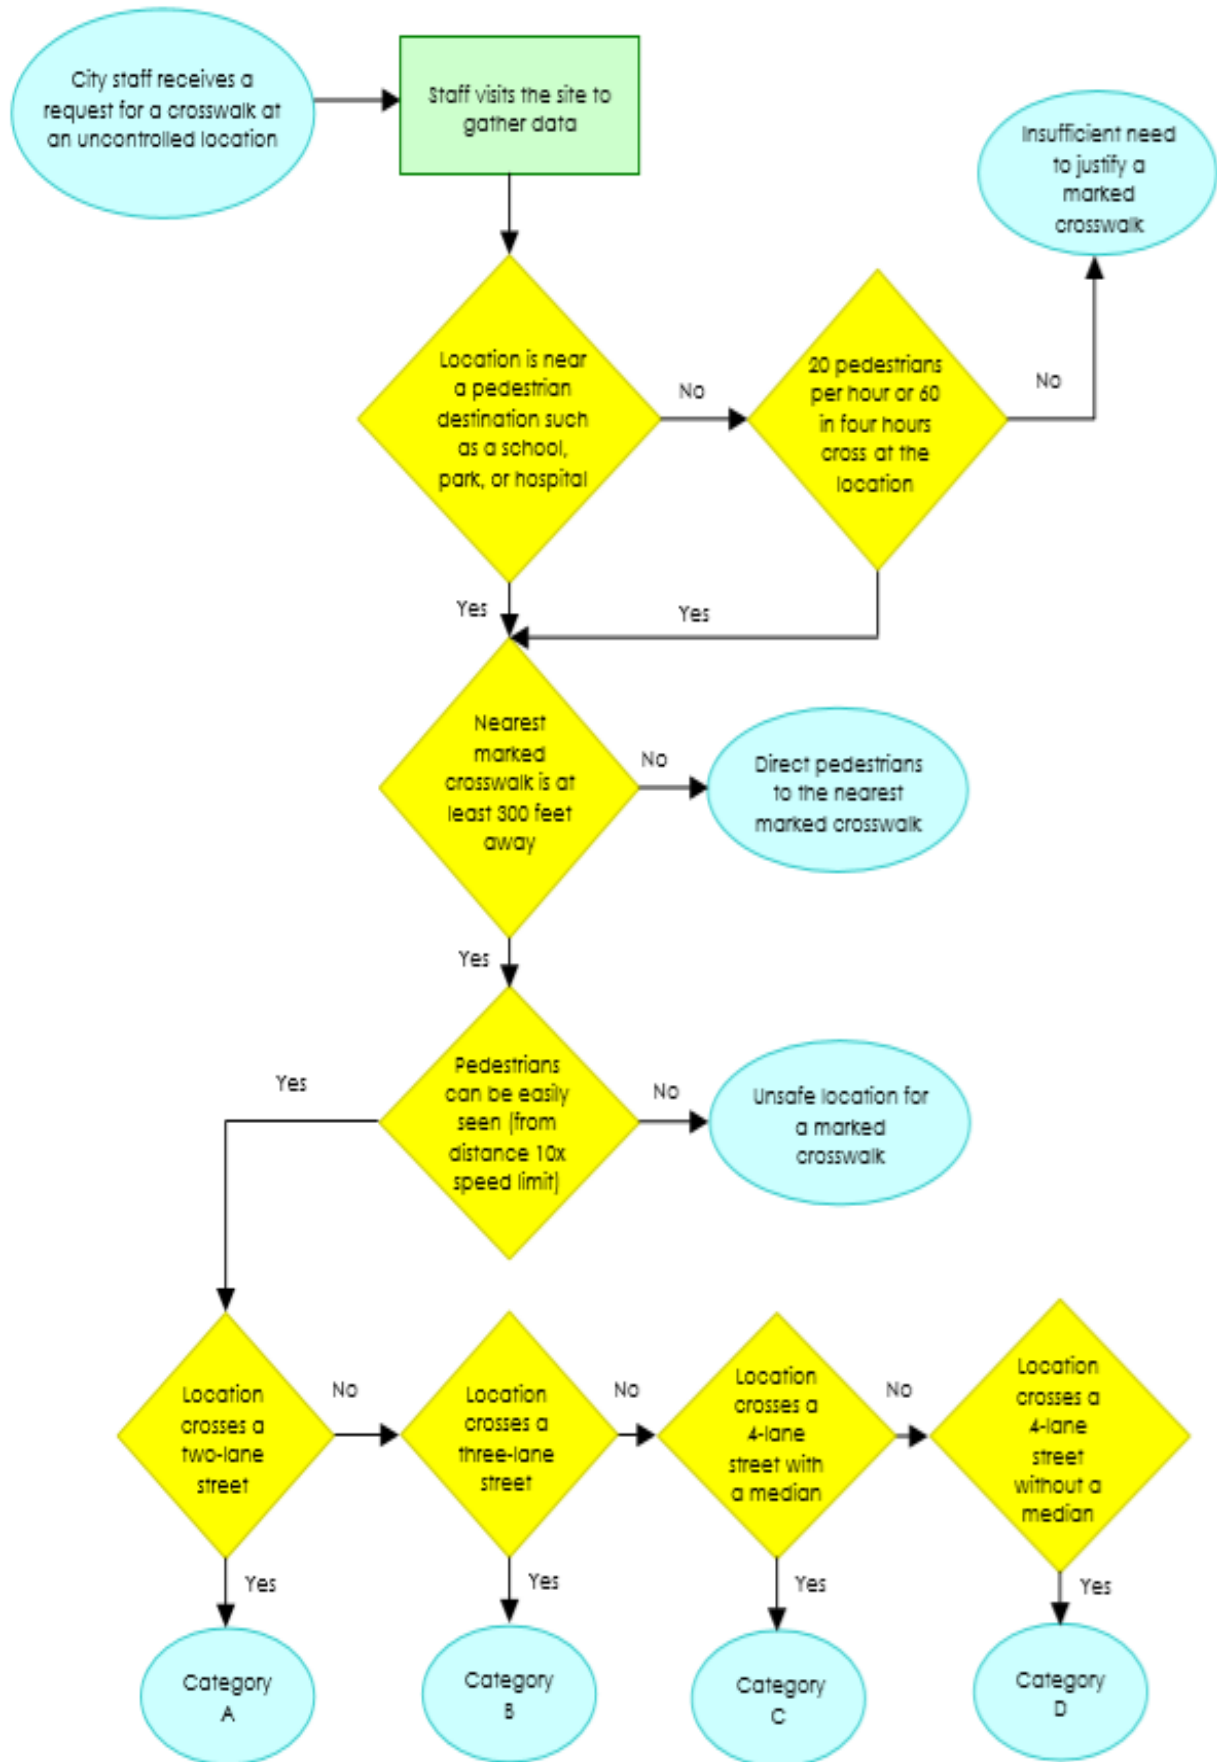 City staff receives a
request for a crosswalk at
an uncontrolled location
Staff visits the site to
gather data
Insufficient need
to justify a
marked
crosswalk
Location is near
a pedestrian
destination such
as a school,
park, or hospital
No
20 pedestrians
per hour or 60
in four hours
cross at the
location
No
Yes
Yes
Nearest
marked
crosswalk is at
least 300 feet
away
No
Direct pedestrians
to the nearest
marked crosswalk
Yes
Pedestrians
can be easily
seen (from
distance 10x
speed limit)
Yes
No
Unsafe location for
a marked
crosswalk
Location
crosses a
two-lane
street
No
Location
crosses a
three-lane
street
No
Location
crosses a
4-lane
street with
a median
No
Location
crosses a
4-lane
street
without a
median
Yes
Yes
Yes
Yes
Category
A
Category
B
Category
C
Category
D